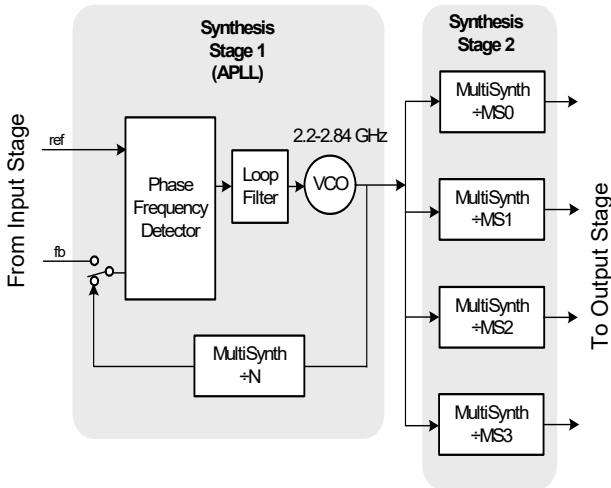 Synthesis
Stage 1
(APLL)
Synthesis
Stage 2
From Input Stage
ref
fb
Phase
Frequency
Detector
Loop
Filter
2.2-2.84 GHz
VCO
MultiSynth
÷N
MultiSynth
÷MS0
MultiSynth
÷MS1
MultiSynth
÷MS2
MultiSynth
÷MS3
To Output Stage